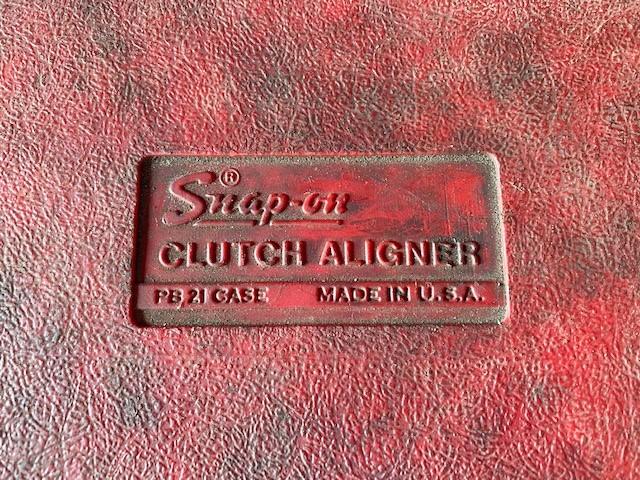 Snap-on®
CLUTCH ALIGNER
PB 21 CASE MADE IN U.S.A.